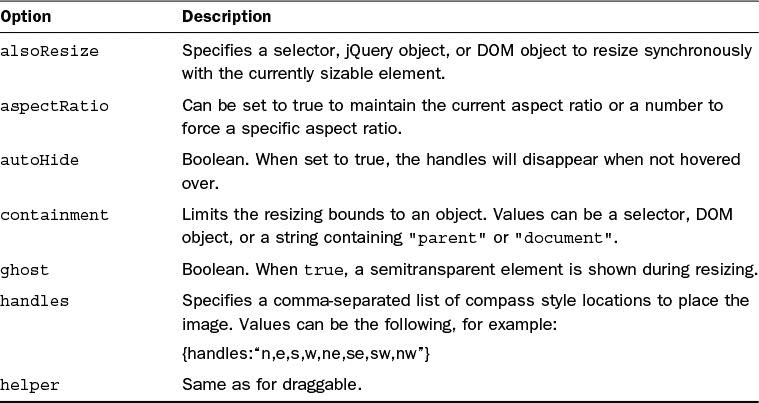 Option Description
alsoResize Specifies a selector, jQuery object, or DOM object to resize synchronously
with the currently sizable element.
aspectRatio Can be set to true to maintain the current aspect ratio or a number to
force a specific aspect ratio.
autoHide Boolean. When set to true, the handles will disappear when not hovered
over.
containment Limits the resizing bounds to an object. Values can be a selector, DOM
object, or a string containing "parent" or "document".
ghost Boolean. When true, a semitransparent element is shown during resizing.
handles Specifies a comma-separated list of compass style locations to place the
image. Values can be the following, for example:
{handles:“n,e,s,w,ne,se,sw,nw”}
helper Same as for draggable.